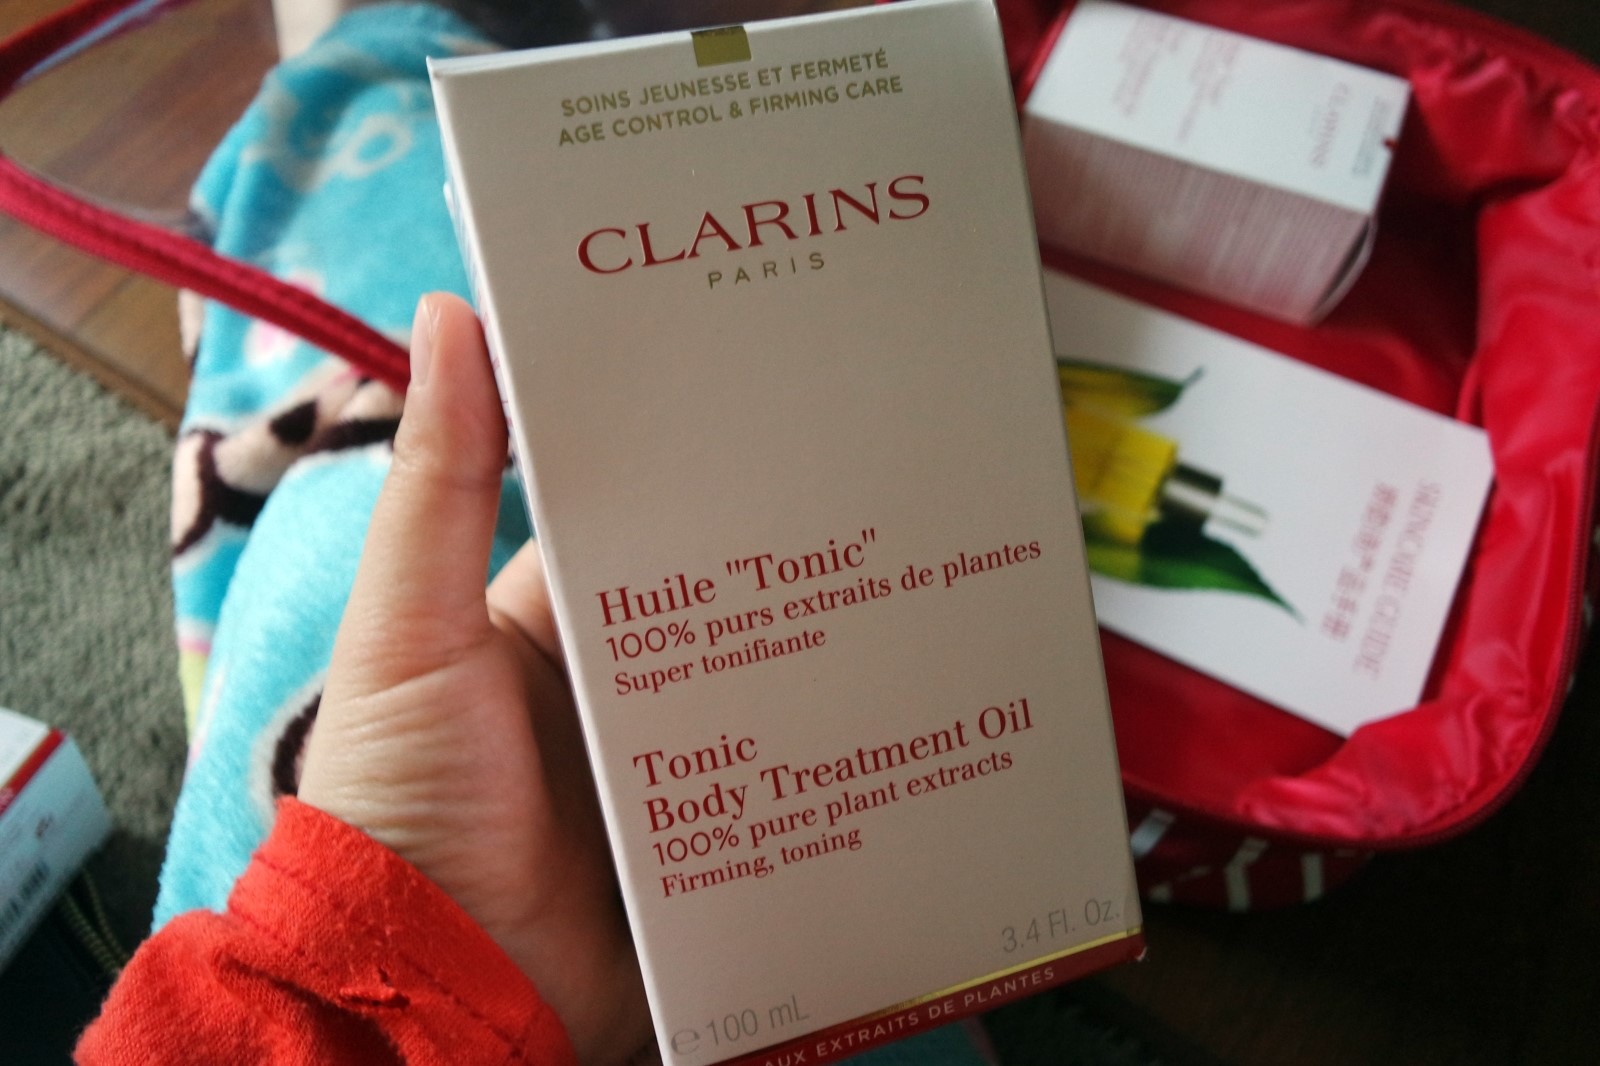 SOINS JEUNESSE ET FERMETÉ
AGE CONTROL & FIRMING CARE
CLARINS
PARIS
Huile "Tonic"
100% purs extraits de plantes
Super tonifiante
Tonic
Body Treatment Oil
100% pure plant extracts
Firming, toning
3.4 Fl. Oz.
℮100 mL
AUX EXTRAITS DE PLANTES
CLARINS
SKINCARE GUIDE